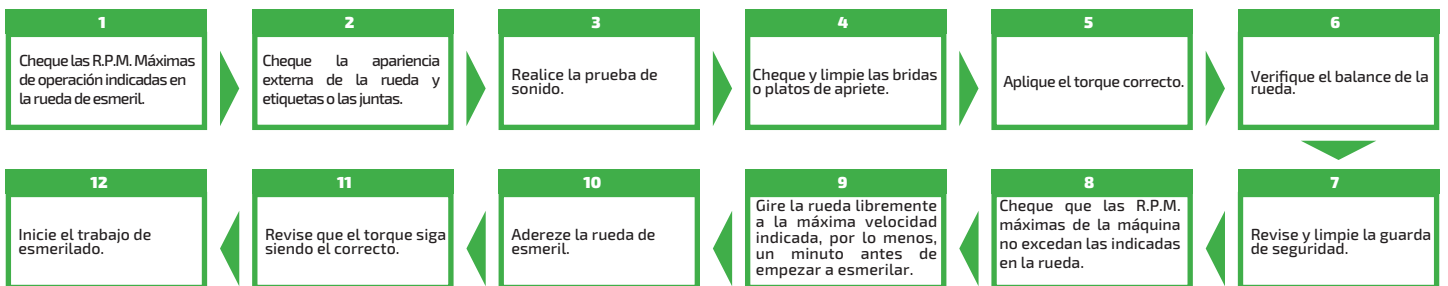 1
Cheque las R.P.M. Máximas
de operación indicadas en
la rueda de esmeril.
2
Cheque la apariencia
externa de la rueda y
etiquetas o las juntas.
3
Realice la prueba de
sonido.
4
Cheque y limpie las bridas
o platos de apriete.
5
Aplique el torque correcto.
6
Verifique el balance de la
rueda.
7
Revise y limpie la guarda
de seguridad.
8
Cheque que las R.P.M.
máximas de la máquina
no excedan las indicadas
en la rueda.
9
Gire la rueda libremente
a la máxima velocidad
indicada, por lo menos,
un minuto antes de
empezar a esmerilar.
10
Adereze la rueda de
esmeril.
11
Revise que el torque siga
siendo el correcto.
12
Inicie el trabajo de
esmerilado.